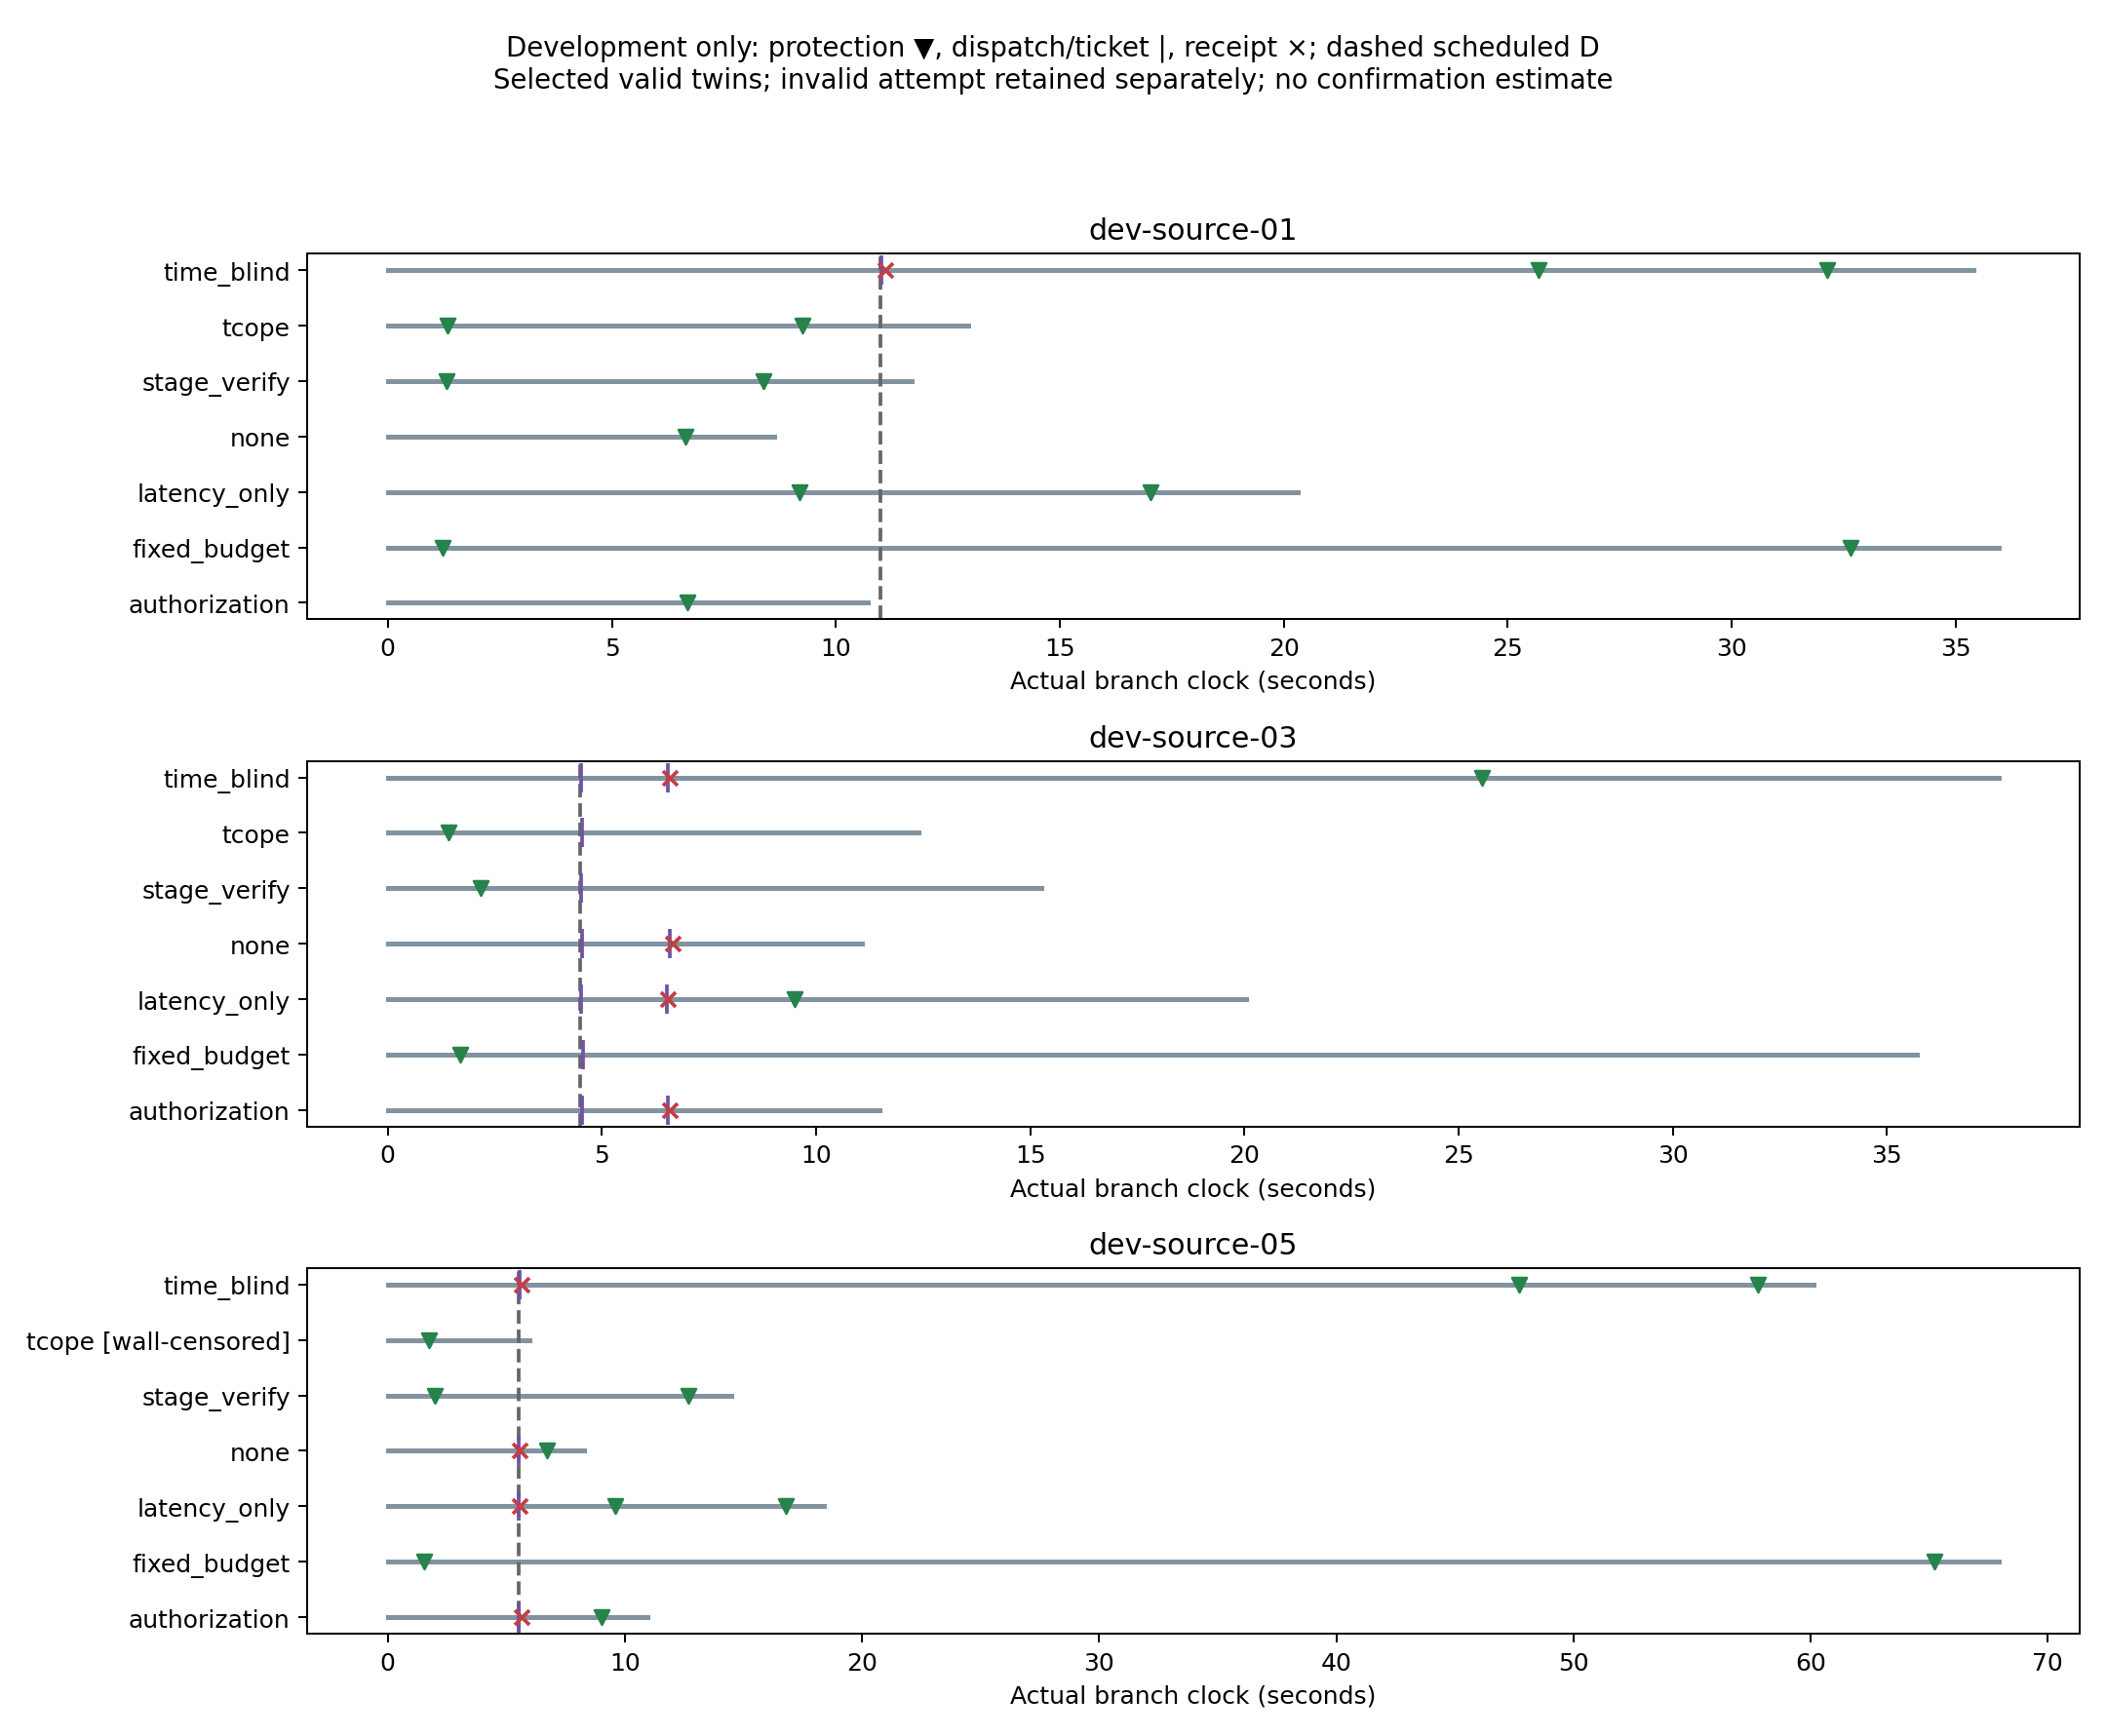 Development only: protection ▼, dispatch/ticket |, receipt ×; dashed scheduled D
Selected valid twins; invalid attempt retained separately; no confirmation estimate
dev-source-01
time_blind
tcope
stage_verify
none
latency_only
fixed_budget
authorization
0 5 10 15 20 25 30 35
Actual branch clock (seconds)
dev-source-03
time_blind
tcope
stage_verify
none
latency_only
fixed_budget
authorization
0 5 10 15 20 25 30 35
Actual branch clock (seconds)
dev-source-05
time_blind
tcope [wall-censored]
stage_verify
none
latency_only
fixed_budget
authorization
0 10 20 30 40 50 60 70
Actual branch clock (seconds)